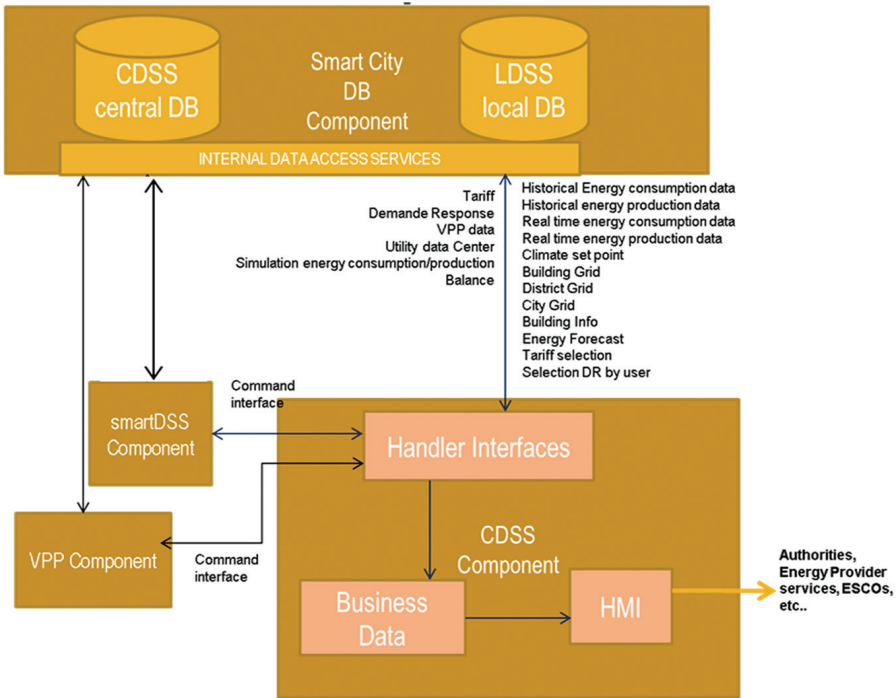 CDSS
central DB
Smart City
DB
Component
LDSS
local DB
INTERNAL DATA ACCESS SERVICES
Tariff
Demande Response
VPP data
Utility data Center
Simulation energy consumption/production
Balance
Historical Energy consumption data
Historical energy production data
Real time energy consumption data
Real time energy production data
Climate set point
Building Grid
District Grid
City Grid
Building Info
Energy Forecast
Tariff selection
Selection DR by user
smartDSS
Component
Command
interface
Handler Interfaces
VPP Component
Command
interface
CDSS
Component
Business
Data
HMI
Authorities,
Energy Provider
services, ESCOs,
etc..